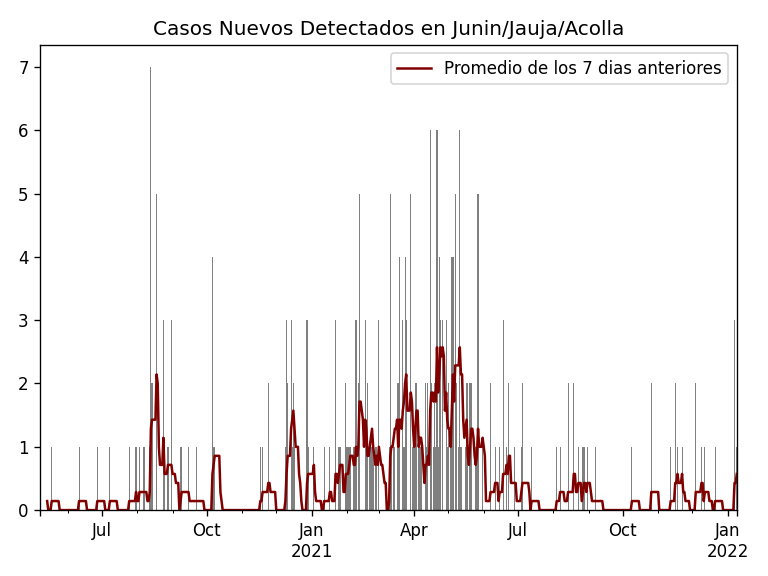 Casos Nuevos Detectados en Junin/Jauja/Acolla
Promedio de los 7 dias anteriores
7
6
5
4
3
2
1
0
Jul
Oct
Jan
2021
Apr
Jul
Oct
Jan
2022